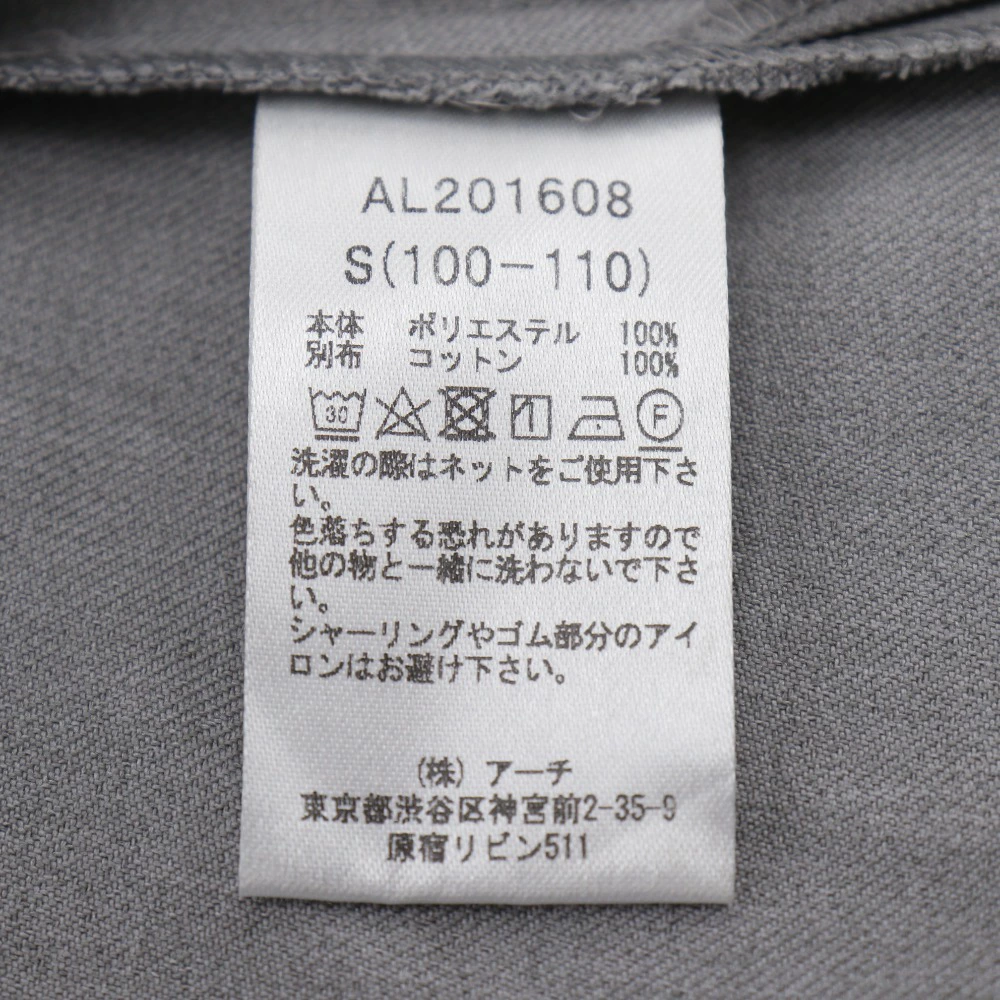 AL201608
S(100-110)
本体 ポリエステル 100%
別布 コットン 100%
30 F
洗濯の際はネットをご使用下さ
い。
色落ちする恐れがありますので
他の物と一緒に洗わないで下さ
い。
シャーリングやゴム部分のアイ
ロンはお避け下さい。
(株) アーチ
東京都渋谷区神宮前2-35-9
原宿リビン511